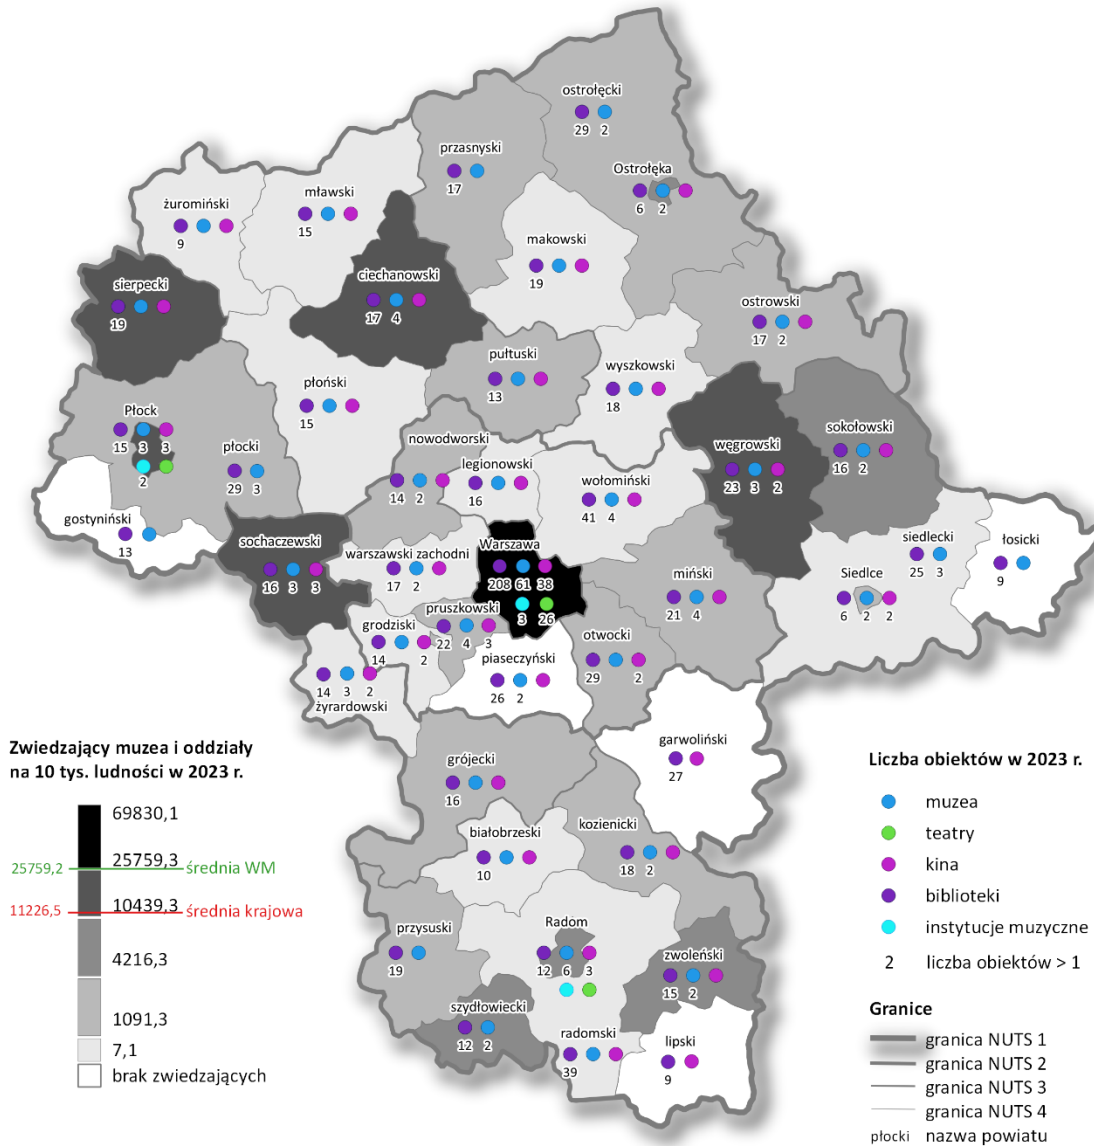 ostrołęcki
29 2
przasnyski
17
Ostrołęka
6 2
mławski
15
żuromiński
9
makowski
19
ciechanowski
17 4
sierpecki
19
ostrowski
17 2
pułtuski
13
wyszkowski
18
płoński
15
Płock
15 3 3
2
płocki
29 3
nowodworski
14 2
legionowski
16
wołomiński
41 4
węgrowski
23 3 2
sokołowski
16 2
gostyniński
13
sochaczewski
16 3 3
warszawski zachodni
17 2
Warszawa
208 61 38
3 26
miński
21 4
siedlecki
25 3
Siedlce
6 2 2
łosicki
9
pruszkowski
22 4 3
grodziski
14 2
otwocki
29 2
piaseczyński
26 2
14 3 2
żyrardowski
garwoliński
27
grójecki
16
białobrzeski
10
kozienicki
18 2
Radom
12 6 3
przysuski
19
zwoleński
15 2
szydłowiecki
12 2
radomski
39
lipski
9
Zwiedzający muzea i oddziały
na 10 tys. ludności w 2023 r.
69830,1
25759,3
25759,2 średnia WM
10439,3
11226,5 średnia krajowa
4216,3
1091,3
7,1
brak zwiedzających
Liczba obiektów w 2023 r.
muzea
teatry
kina
biblioteki
instytucje muzyczne
2 liczba obiektów > 1
Granice
granica NUTS 1
granica NUTS 2
granica NUTS 3
granica NUTS 4
płocki nazwa powiatu